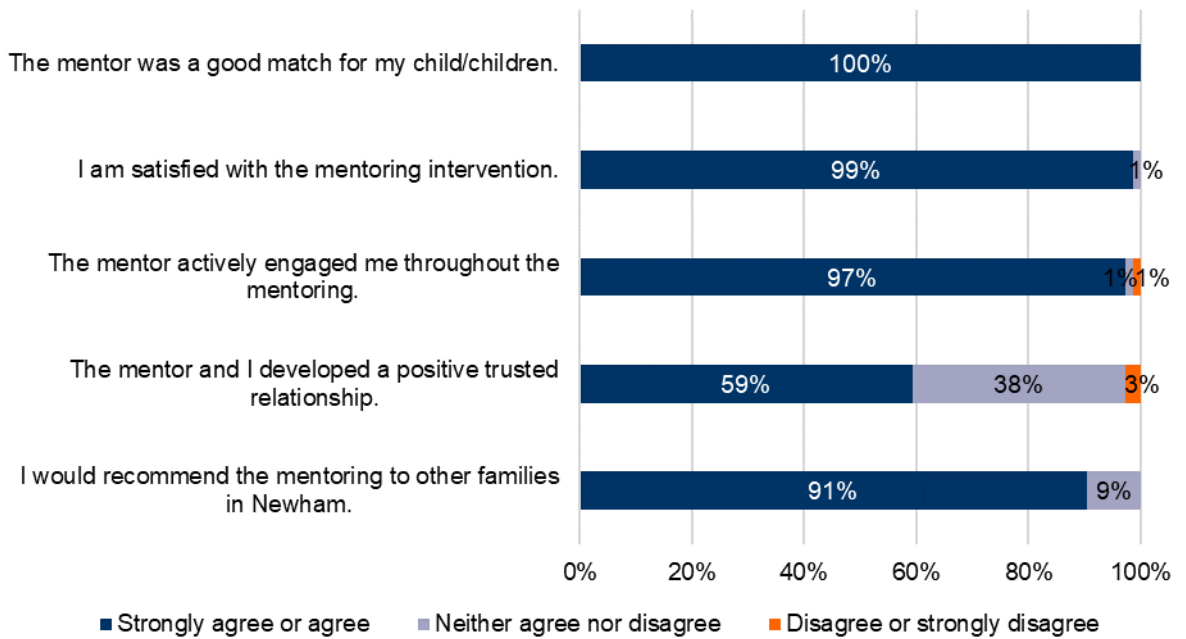 The mentor was a good match for my child/children.
100%
I am satisfied with the mentoring intervention.
99%
1%
The mentor actively engaged me throughout the
mentoring.
97%
1%
1%
The mentor and I developed a positive trusted
relationship.
59%
38%
3%
I would recommend the mentoring to other families
in Newham.
91%
9%
0%
20%
40%
60%
80%
100%
Strongly agree or agree
Neither agree nor disagree
Disagree or strongly disagree